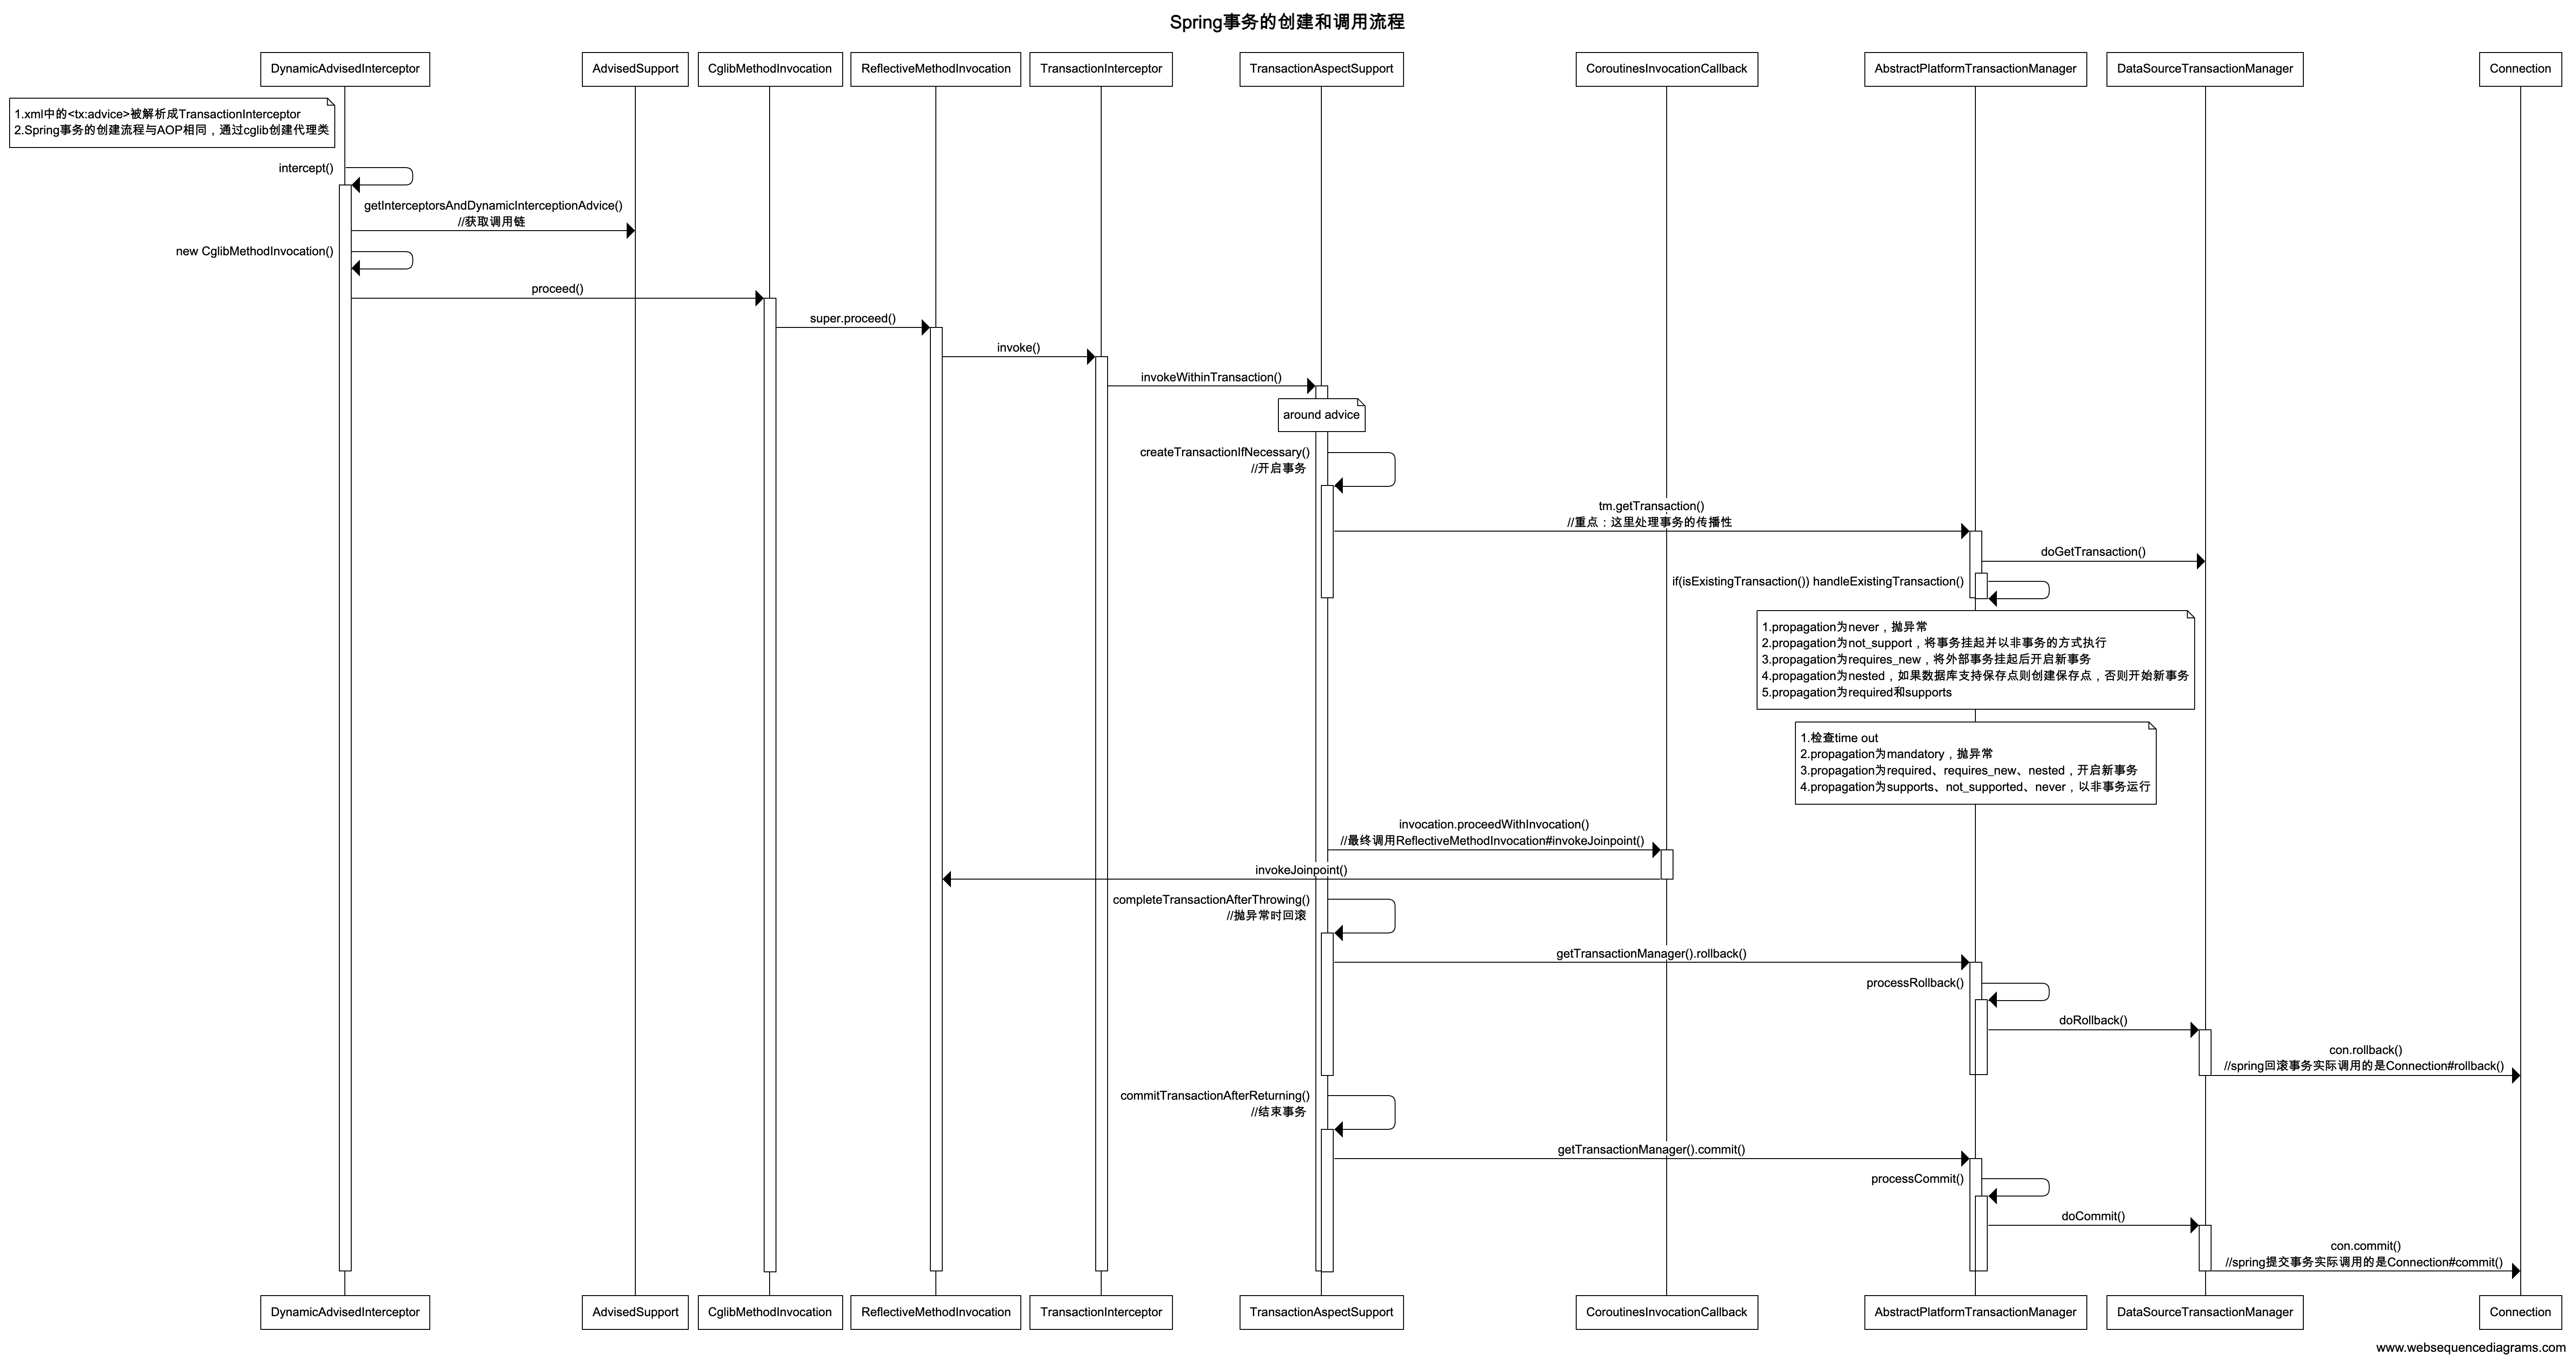 Spring事务的创建和调用流程
DynamicAdvisedInterceptor
AdvisedSupport
CglibMethodInvocation
ReflectiveMethodInvocation
TransactionInterceptor
TransactionAspectSupport
CoroutinesInvocationCallback
AbstractPlatformTransactionManager
DataSourceTransactionManager
Connection
1.xml中的<tx:advice>被解析成TransactionInterceptor
2.Spring事务的创建流程与AOP相同，通过cglib创建代理类
intercept()
getInterceptorsAndDynamicInterceptionAdvice()
//获取调用链
new CglibMethodInvocation()
proceed()
super.proceed()
invoke()
invokeWithinTransaction()
around advice
createTransactionIfNecessary()
//开启事务
tm.getTransaction()
//重点：这里处理事务的传播性
doGetTransaction()
if(isExistingTransaction()) handleExistingTransaction()
1.propagation为never，抛异常
2.propagation为not_support，将事务挂起并以非事务的方式执行
3.propagation为requires_new，将外部事务挂起后开启新事务
4.propagation为nested，如果数据库支持保存点则创建保存点，否则开始新事务
5.propagation为required和supports
1.检查time out
2.propagation为mandatory，抛异常
3.propagation为required、requires_new、nested，开启新事务
4.propagation为supports、not_supported、never，以非事务运行
invocation.proceedWithInvocation()
//最终调用ReflectiveMethodInvocation#invokeJoinpoint()
invokeJoinpoint()
completeTransactionAfterThrowing()
//抛异常时回滚
getTransactionManager().rollback()
processRollback()
doRollback()
con.rollback()
//spring回滚事务实际调用的是Connection#rollback()
commitTransactionAfterReturning()
//结束事务
getTransactionManager().commit()
processCommit()
doCommit()
con.commit()
//spring提交事务实际调用的是Connection#commit()
DynamicAdvisedInterceptor
AdvisedSupport
CglibMethodInvocation
ReflectiveMethodInvocation
TransactionInterceptor
TransactionAspectSupport
CoroutinesInvocationCallback
AbstractPlatformTransactionManager
DataSourceTransactionManager
Connection
www.websequencediagrams.com